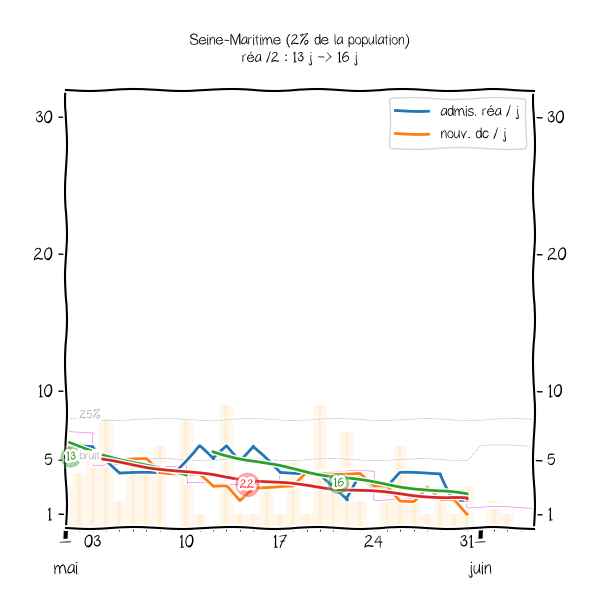 Seine-Maritime (2% de la population)
réa /2 : 13 j -> 16 j
admis. réa / j
nouv. dc / j
30
30
20
20
10
10
25%
13
bruit
5
5
22
16
1
1
03
10
17
24
31
mai
juin